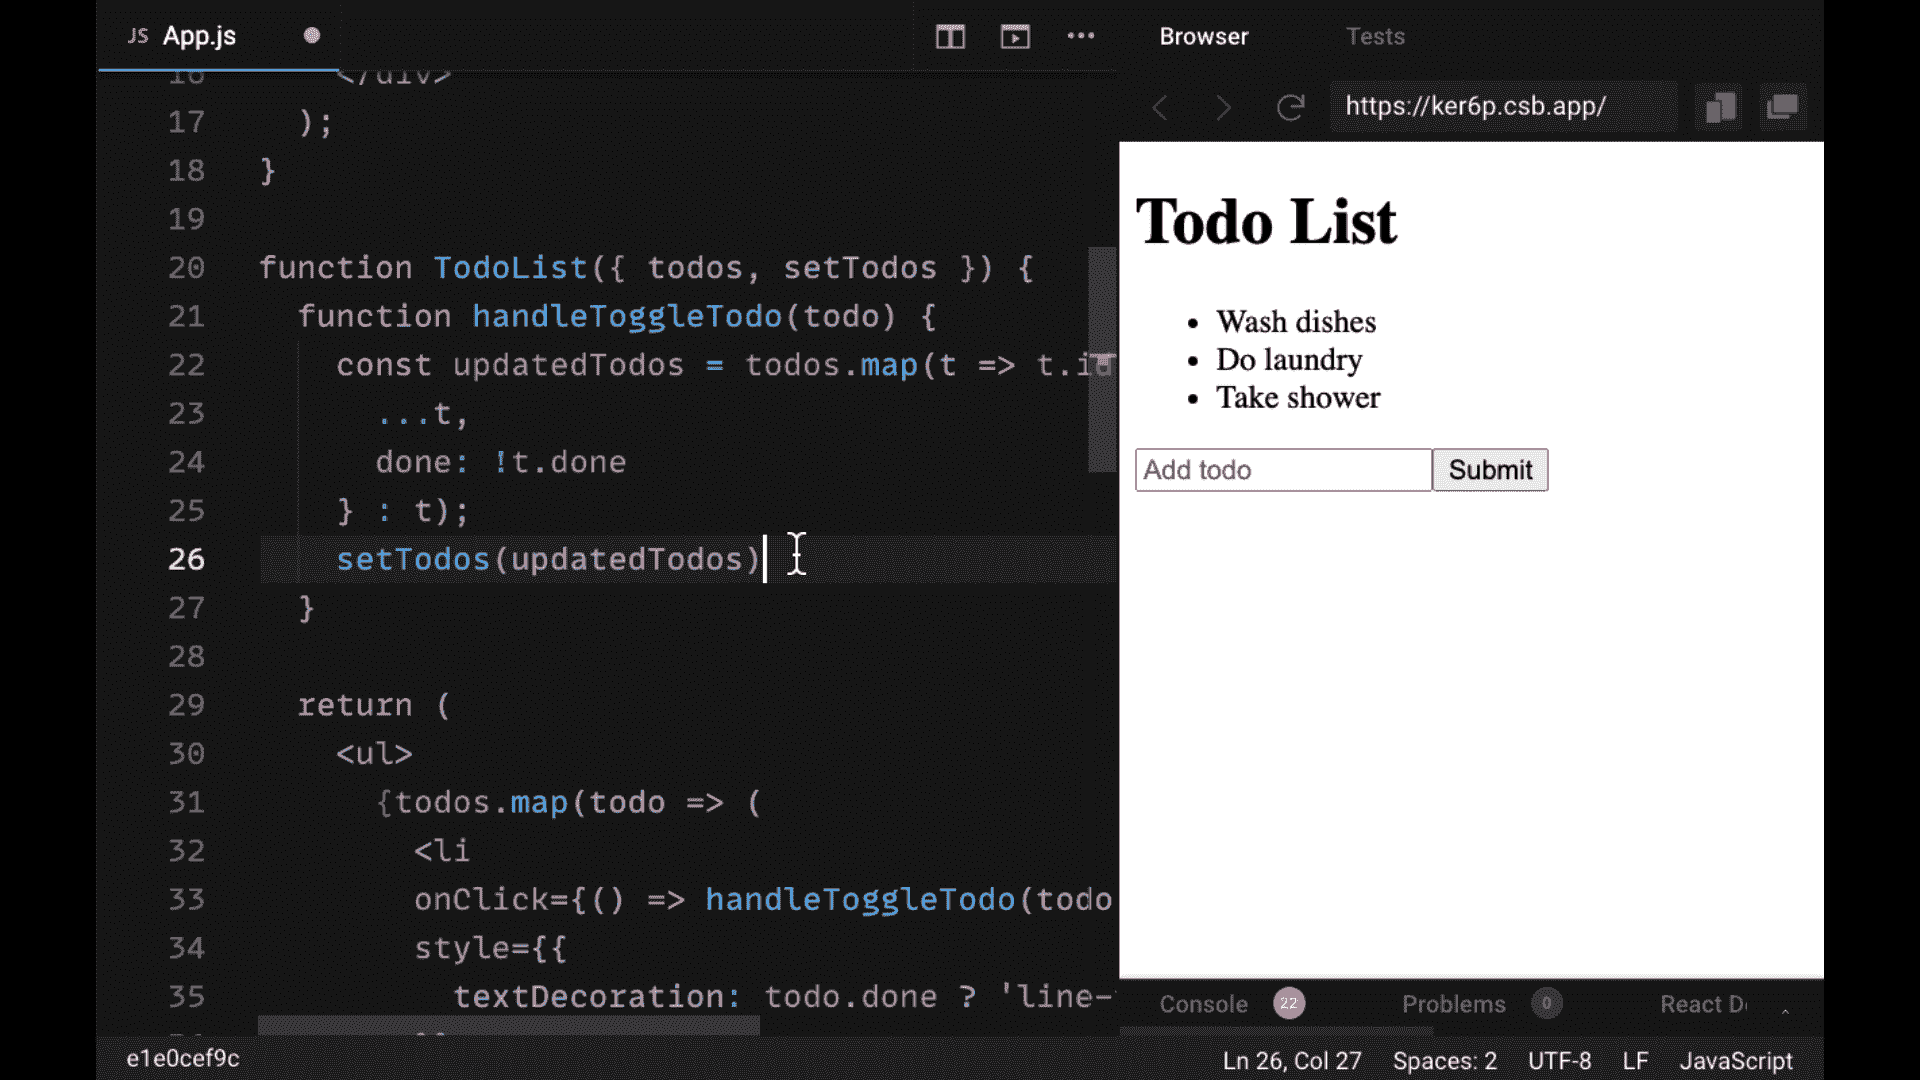 JS App.js
16 </div>
17 );
18 }
19
20 function TodoList({ todos, setTodos }) {
21 function handleToggleTodo(todo) {
22 const updatedTodos = todos.map(t => t.id
23 ...t,
24 done: !t.done
25 } : t);
26 setTodos(updatedTodos)
27 }
28
29 return (
30 <ul>
31 {todos.map(todo => (
32 <li
33 onClick={() => handleToggleTodo(todo
34 style={{
35 textDecoration: todo.done ? 'line-
e1e0cef9c
Browser Tests
https://ker6p.csb.app/
Todo List
• Wash dishes
• Do laundry
• Take shower
Add todo Submit
Console 22 Problems 0 React D
Ln 26, Col 27 Spaces: 2 UTF-8 LF JavaScript